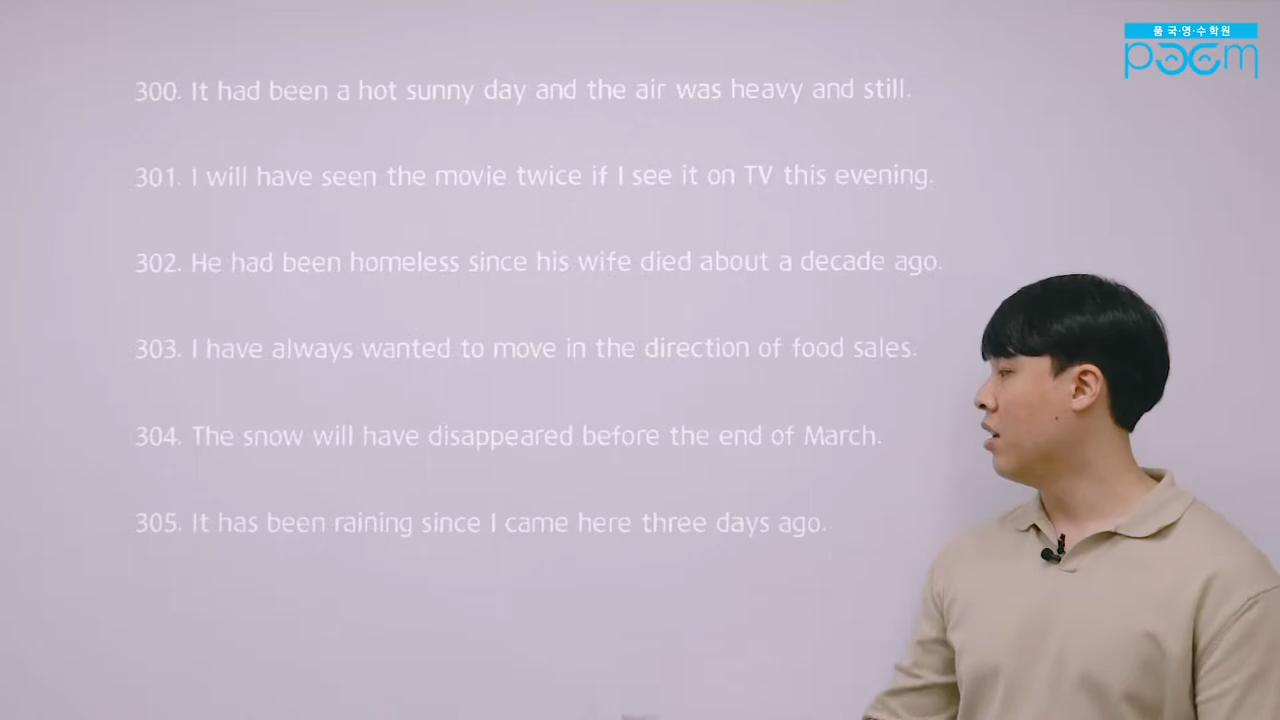 품 국·영·수 학원
poom
300. It had been a hot sunny day and the air was heavy and still.
301. I will have seen the movie twice if I see it on TV this evening.
302. He had been homeless since his wife died about a decade ago.
303. I have always wanted to move in the direction of food sales.
304. The snow will have disappeared before the end of March.
305. It has been raining since I came here three days ago.